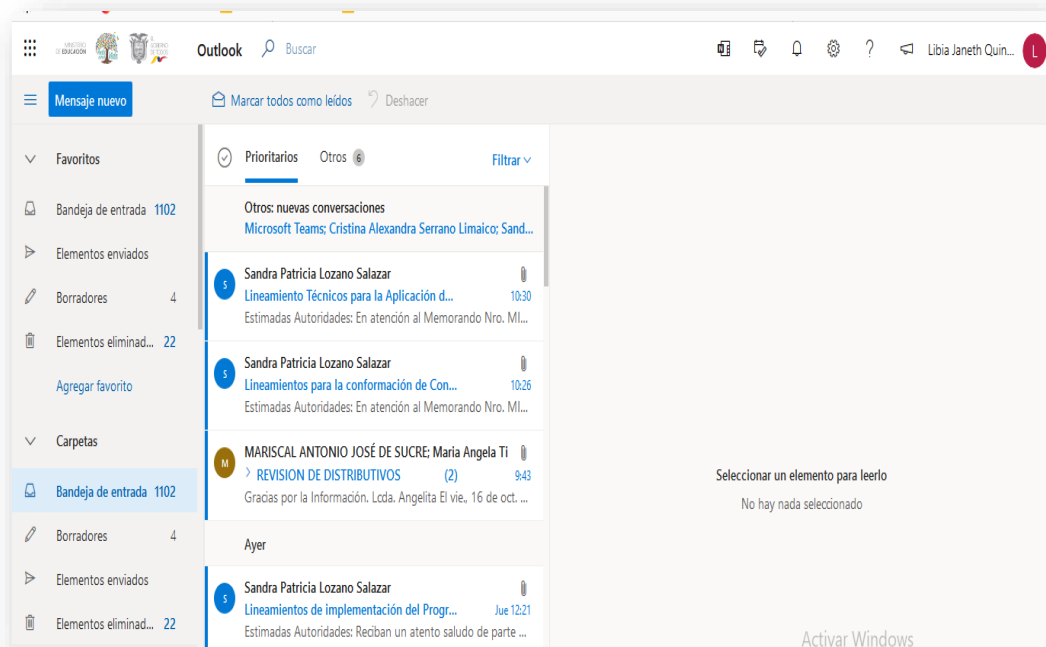 MINISTERIO
DE EDUCACIÓN
Outlook
Buscar
Libia Janeth Quin...
L
Mensaje nuevo
Marcar todos como leídos
Deshacer
Favoritos
Bandeja de entrada 1102
Elementos enviados
Borradores 4
Elementos eliminad... 22
Agregar favorito
Carpetas
Bandeja de entrada 1102
Borradores 4
Elementos enviados
Elementos eliminad... 22
Prioritarios Otros 6 Filtrar
Otros: nuevas conversaciones
Microsoft Teams; Cristina Alexandra Serrano Limaico; Sand...
S
Sandra Patricia Lozano Salazar
Lineamiento Técnicos para la Aplicación d... 10:30
Estimadas Autoridades: En atención al Memorando Nro. MI...
S
Sandra Patricia Lozano Salazar
Lineamientos para la conformación de Con... 10:26
Estimadas Autoridades: En atención al Memorando Nro. MI...
M
MARISCAL ANTONIO JOSÉ DE SUCRE; Maria Angela Ti
REVISION DE DISTRIBUTIVOS (2) 9:43
Gracias por la Información. Lcda. Angelita El vie., 16 de oct. ...
Ayer
S
Sandra Patricia Lozano Salazar
Lineamientos de implementación del Progr... Jue 12:21
Estimadas Autoridades: Reciban un atento saludo de parte ...
Seleccionar un elemento para leerlo
No hay nada seleccionado
Activar Windows